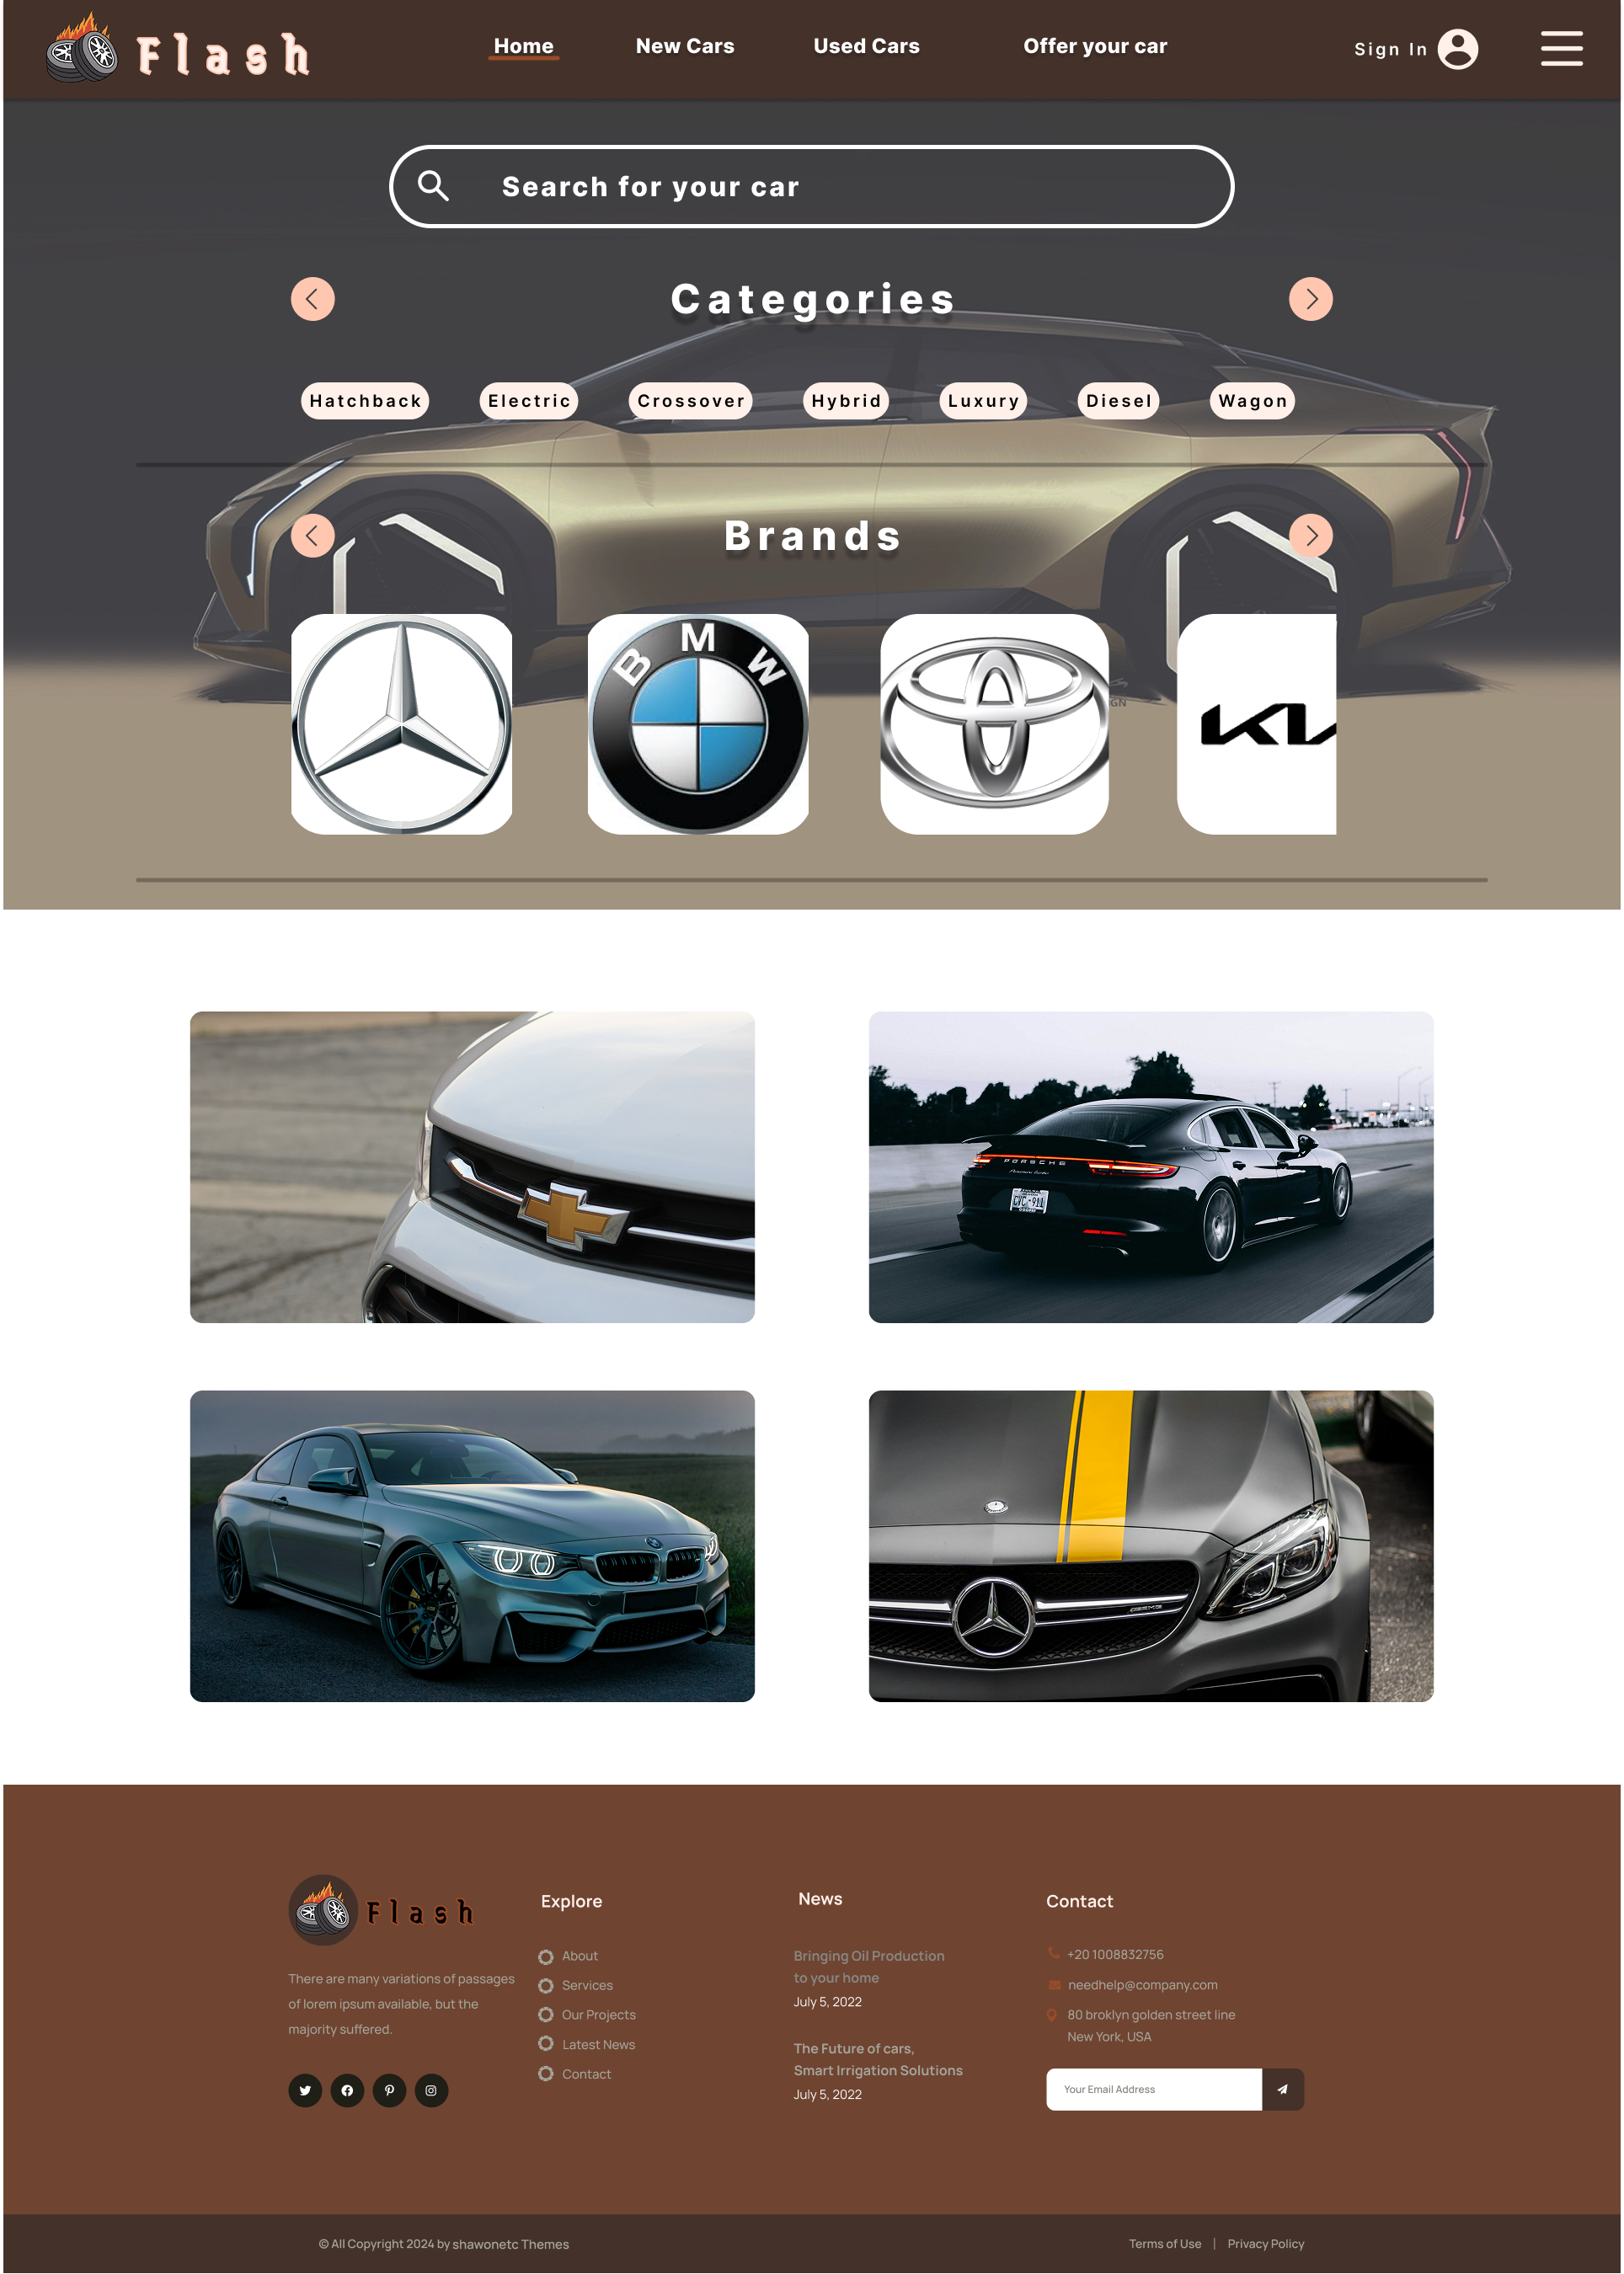 Flash
Home
New Cars
Used Cars
Offer your car
Sign In
Search for your car
Categories
Hatchback
Electric
Crossover
Hybrid
Luxury
Diesel
Wagon
Brands
BMW
GN
PORSCHE
Flash
There are many variations of passages
of lorem ipsum available, but the
majority suffered.
Explore
About
Services
Our Projects
Latest News
Contact
News
Bringing Oil Production
to your home
July 5, 2022
The Future of cars,
Smart Irrigation Solutions
July 5, 2022
Contact
+20 1008832756
needhelp@company.com
80 broklyn golden street line
New York, USA
Your Email Address
© All Copyright 2024 by shawonetc Themes
Terms of Use | Privacy Policy